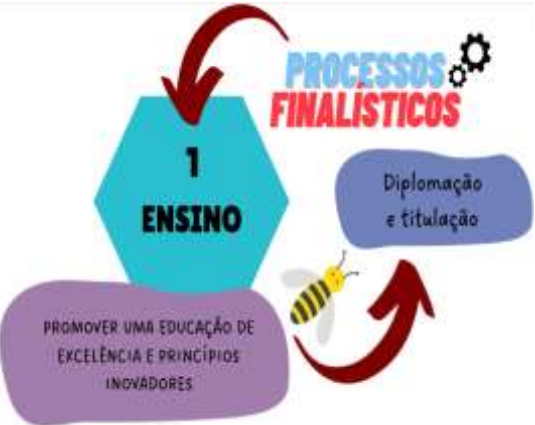 PROCESSOS
FINALÍSTICOS
1
ENSINO
Diplomação
e titulação
PROMOVER UMA EDUCAÇÃO DE
EXCELÊNCIA E PRINCÍPIOS
INOVADORES